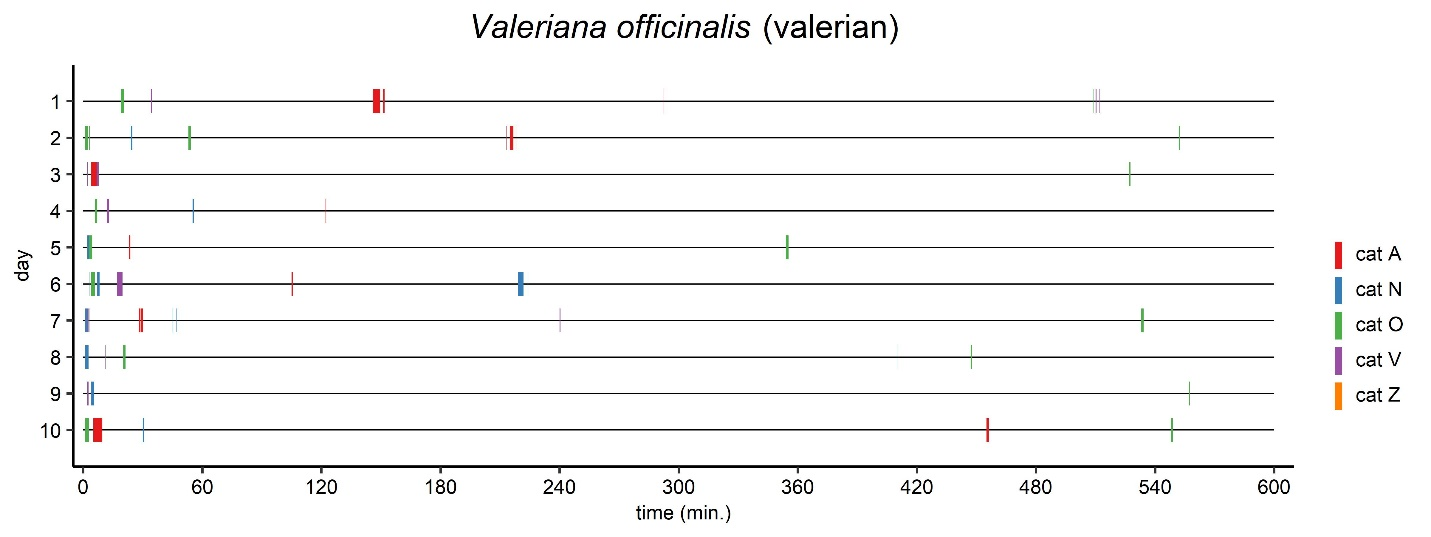 Valeriana officinalis (valerian)
1
2
3
4
5
6
7
8
9
10
day
0 60 120 180 240 300 360 420 480 540 600
time (min.)
cat A
cat N
cat O
cat V
cat Z